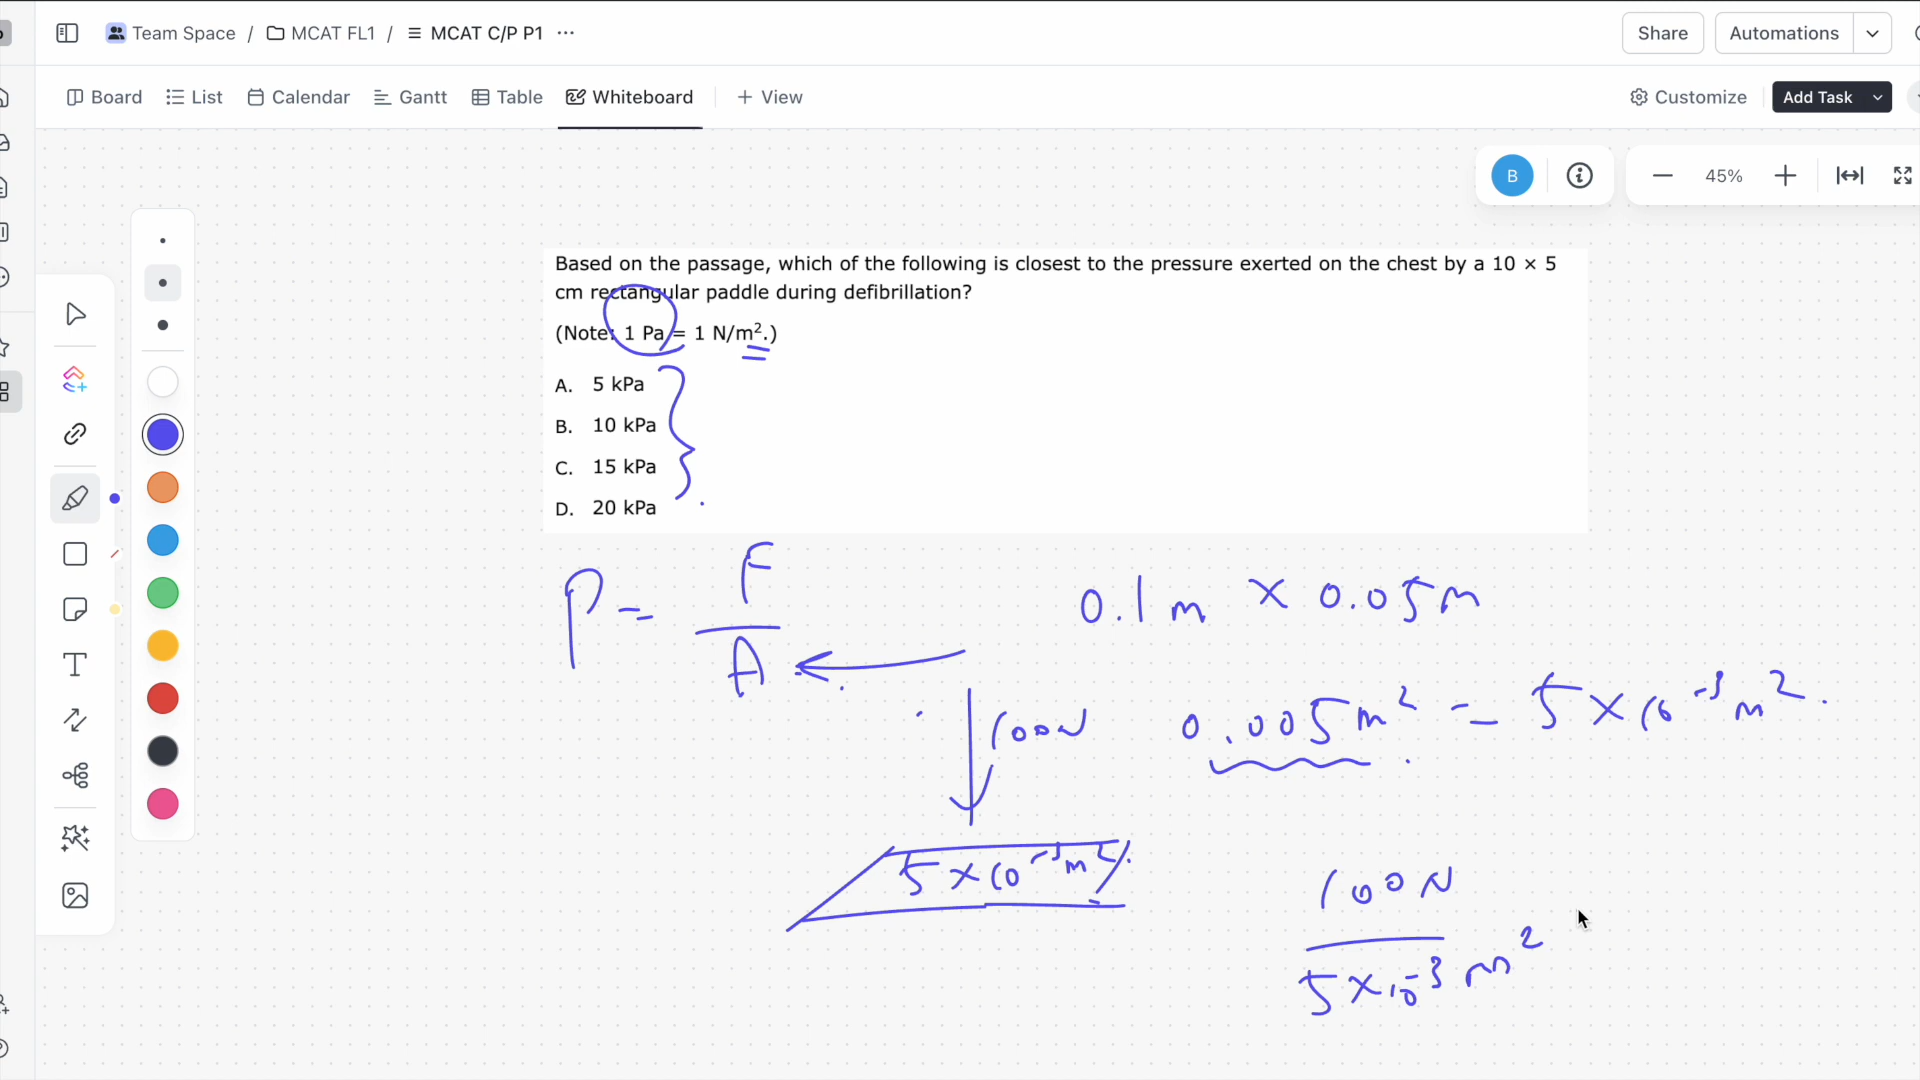 Team Space / MCAT FL1 / MCAT C/P P1 ...
Share
Automations
Board
List
Calendar
Gantt
Table
Whiteboard
+ View
Customize
Add Task
B
45%
Based on the passage, which of the following is closest to the pressure exerted on the chest by a 10 × 5
cm rectangular paddle during defibrillation?
(Note: 1 Pa = 1 N/m².)
A. 5 kPa
B. 10 kPa
C. 15 kPa
D. 20 kPa
P = F / A
0.1 m × 0.05 m
100N
0.005 m² = 5 × 10⁻³ m².
5 × 10⁻³ m²
100 N
5 × 10⁻³ m²
T